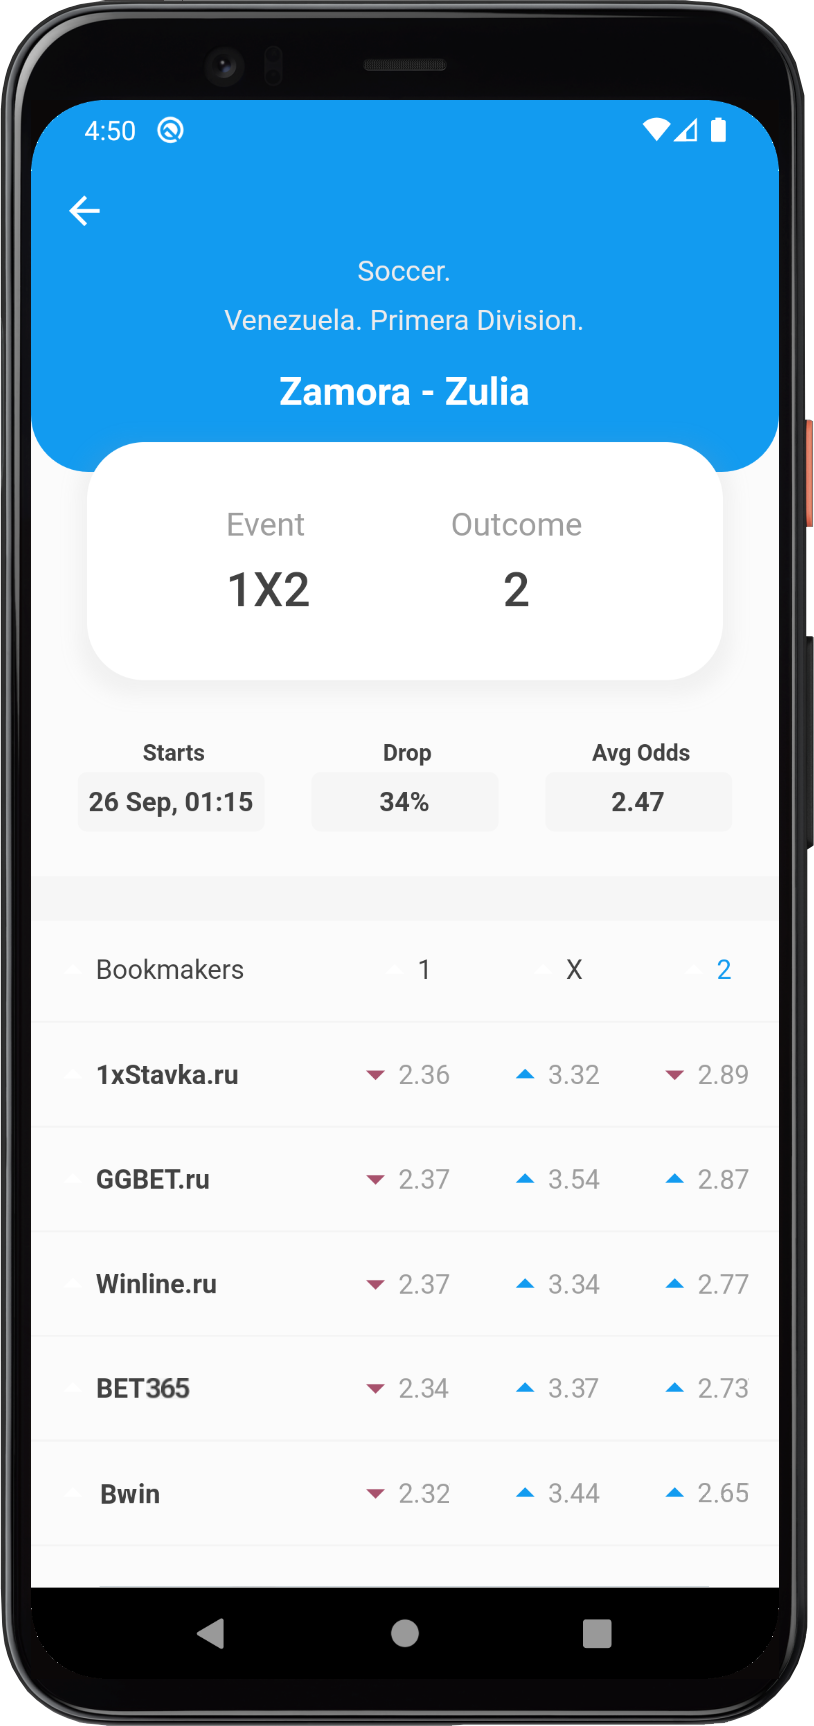 4:50
Soccer.
Venezuela. Primera Division.
Zamora - Zulia
Event Outcome
1X2 2
Starts Drop Avg Odds
26 Sep, 01:15 34% 2.47
Bookmakers 1 X 2
1xStavka.ru 2.36 3.32 2.89
GGBET.ru 2.37 3.54 2.87
Winline.ru 2.37 3.34 2.77
BET365 2.34 3.37 2.73
Bwin 2.32 3.44 2.65